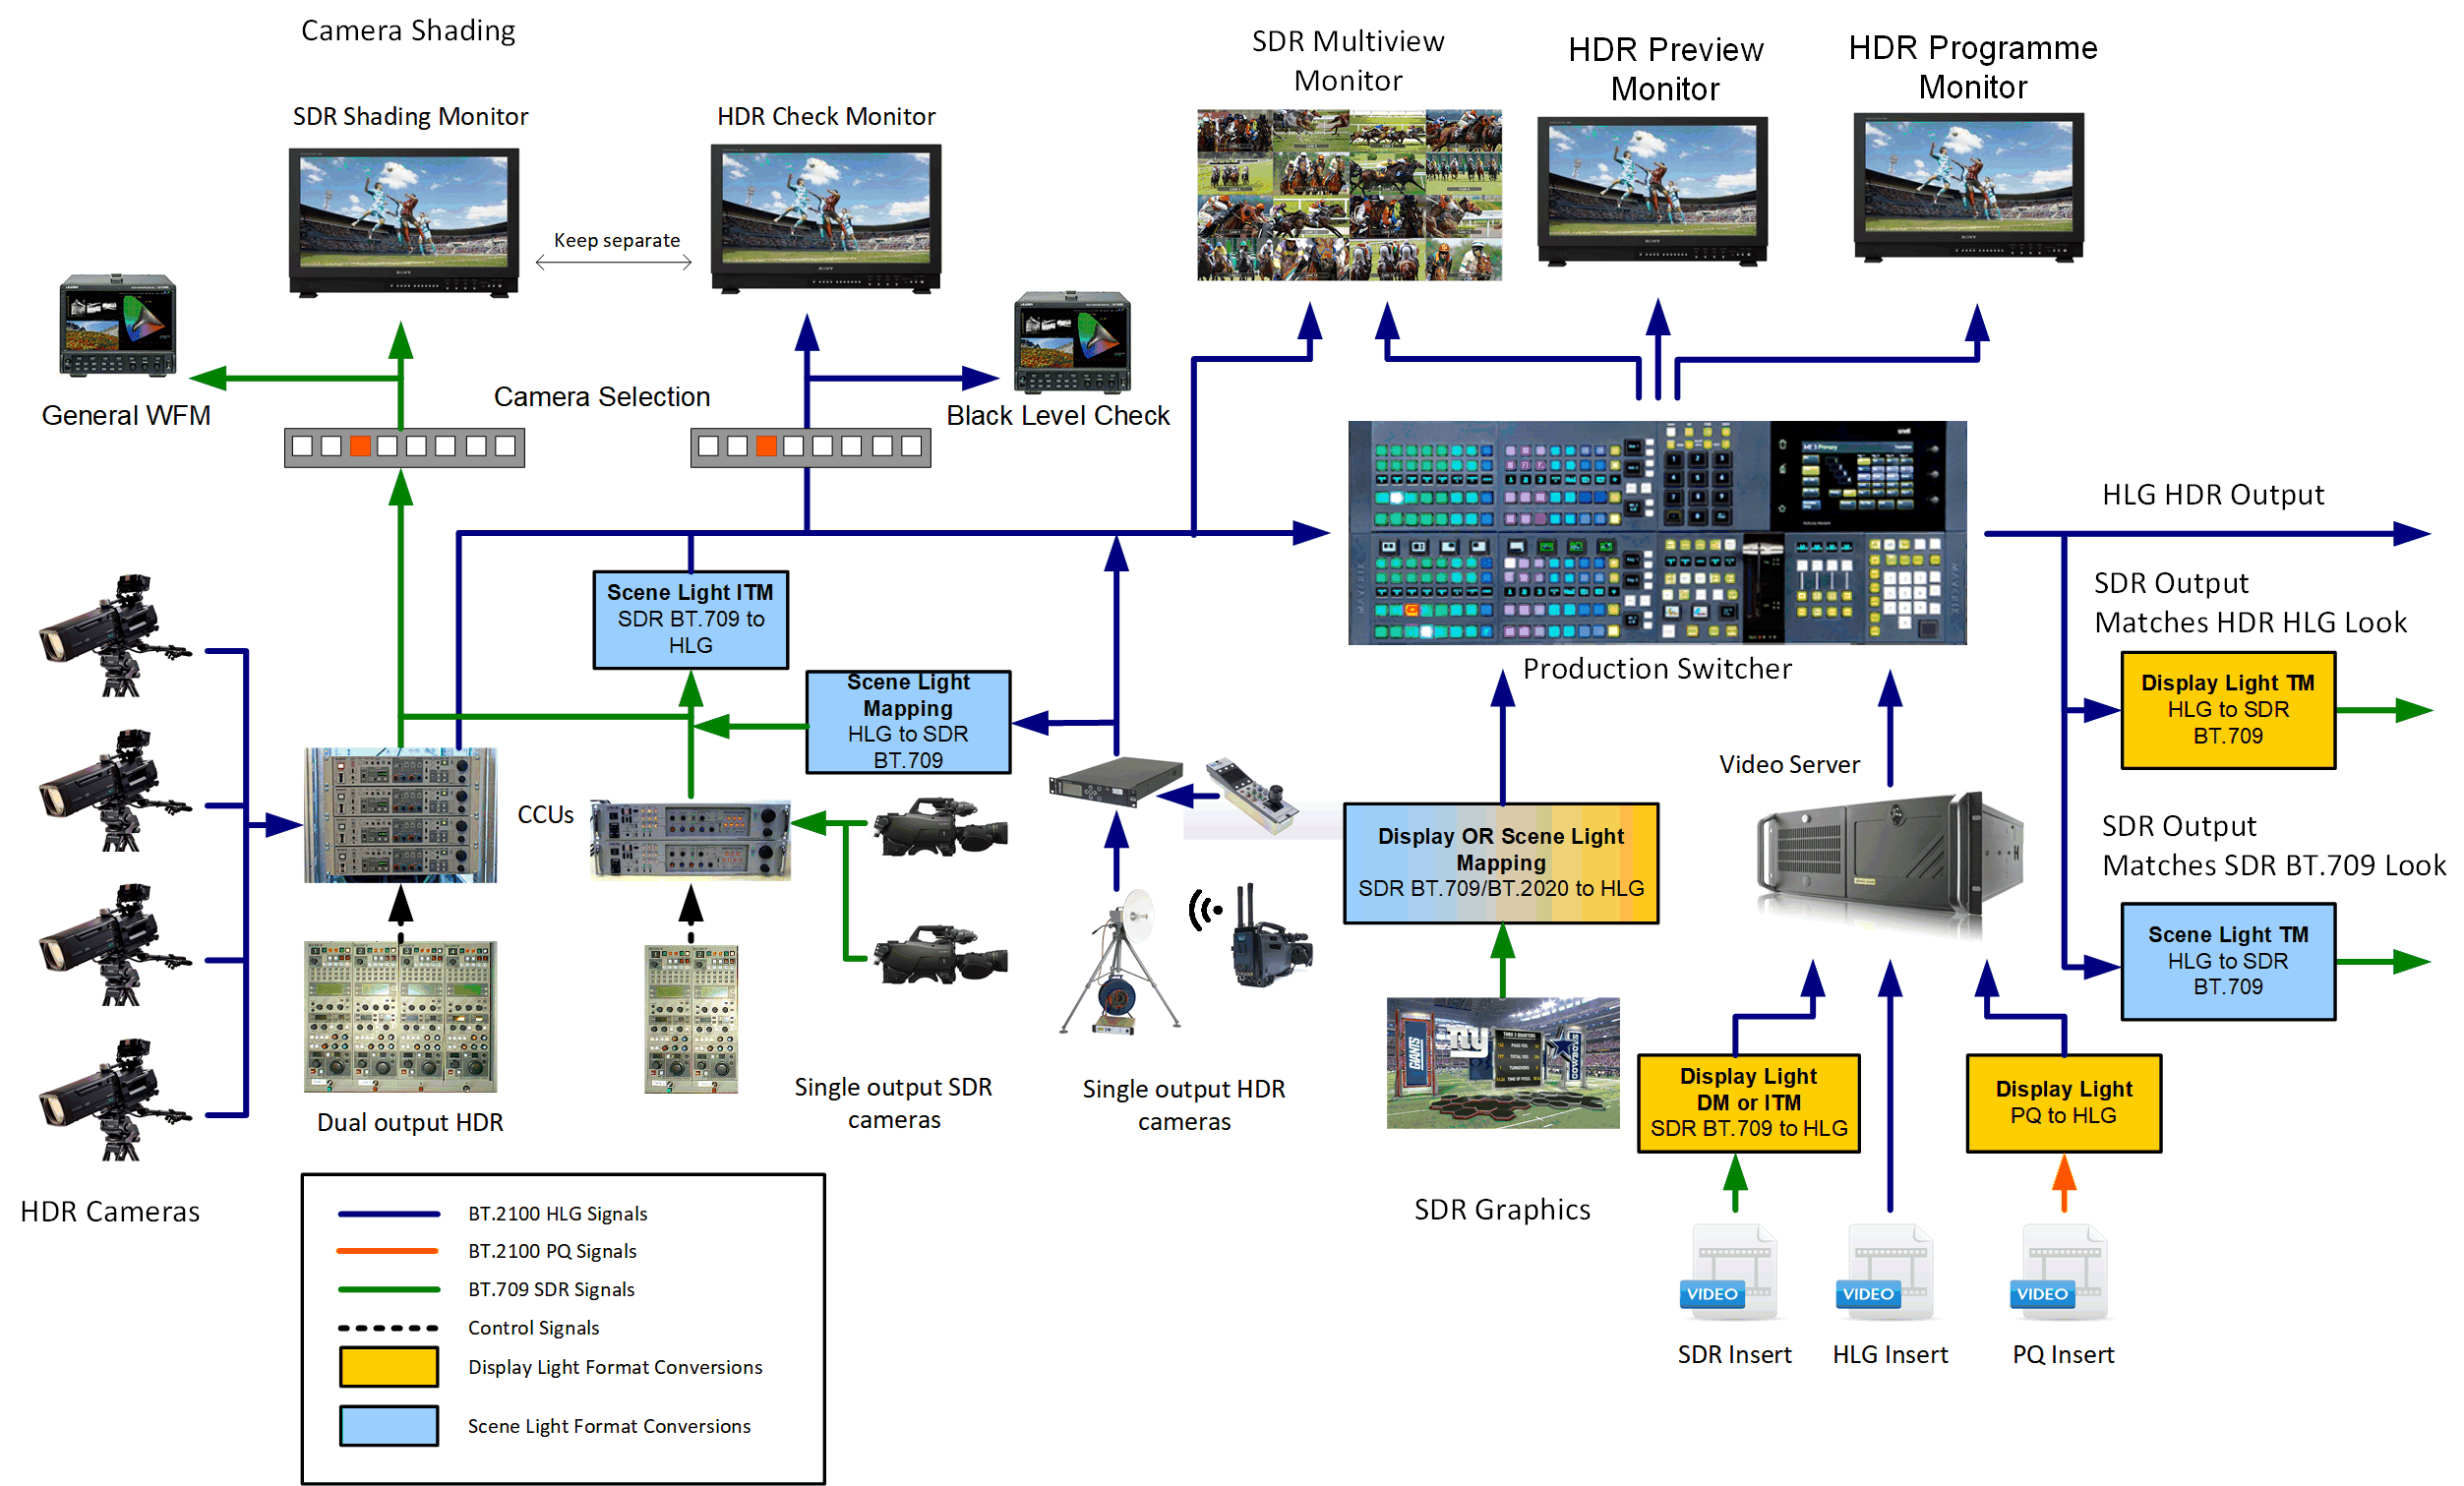 Camera Shading
SDR Multiview
Monitor
HDR Preview
Monitor
HDR Programme
Monitor
SDR Shading Monitor
HDR Check Monitor
Keep separate
General WFM
Camera Selection
Black Level Check
HLG HDR Output
Scene Light ITM
SDR BT.709 to
HLG
SDR Output
Matches HDR HLG Look
Production Switcher
Scene Light
Mapping
HLG to SDR
BT.709
Display Light TM
HLG to SDR
BT.709
Video Server
CCUs
Display OR Scene Light
Mapping
SDR BT.709/BT.2020 to HLG
SDR Output
Matches SDR BT.709 Look
Scene Light TM
HLG to SDR
BT.709
GIANTS
COWBOYS
Dual output HDR
Single output SDR
cameras
Single output HDR
cameras
Display Light
DM or ITM
SDR BT.709 to HLG
Display Light
PQ to HLG
HDR Cameras
SDR Graphics
BT.2100 HLG Signals
BT.2100 PQ Signals
BT.709 SDR Signals
Control Signals
Display Light Format Conversions
Scene Light Format Conversions
VIDEO
VIDEO
VIDEO
SDR Insert
HLG Insert
PQ Insert